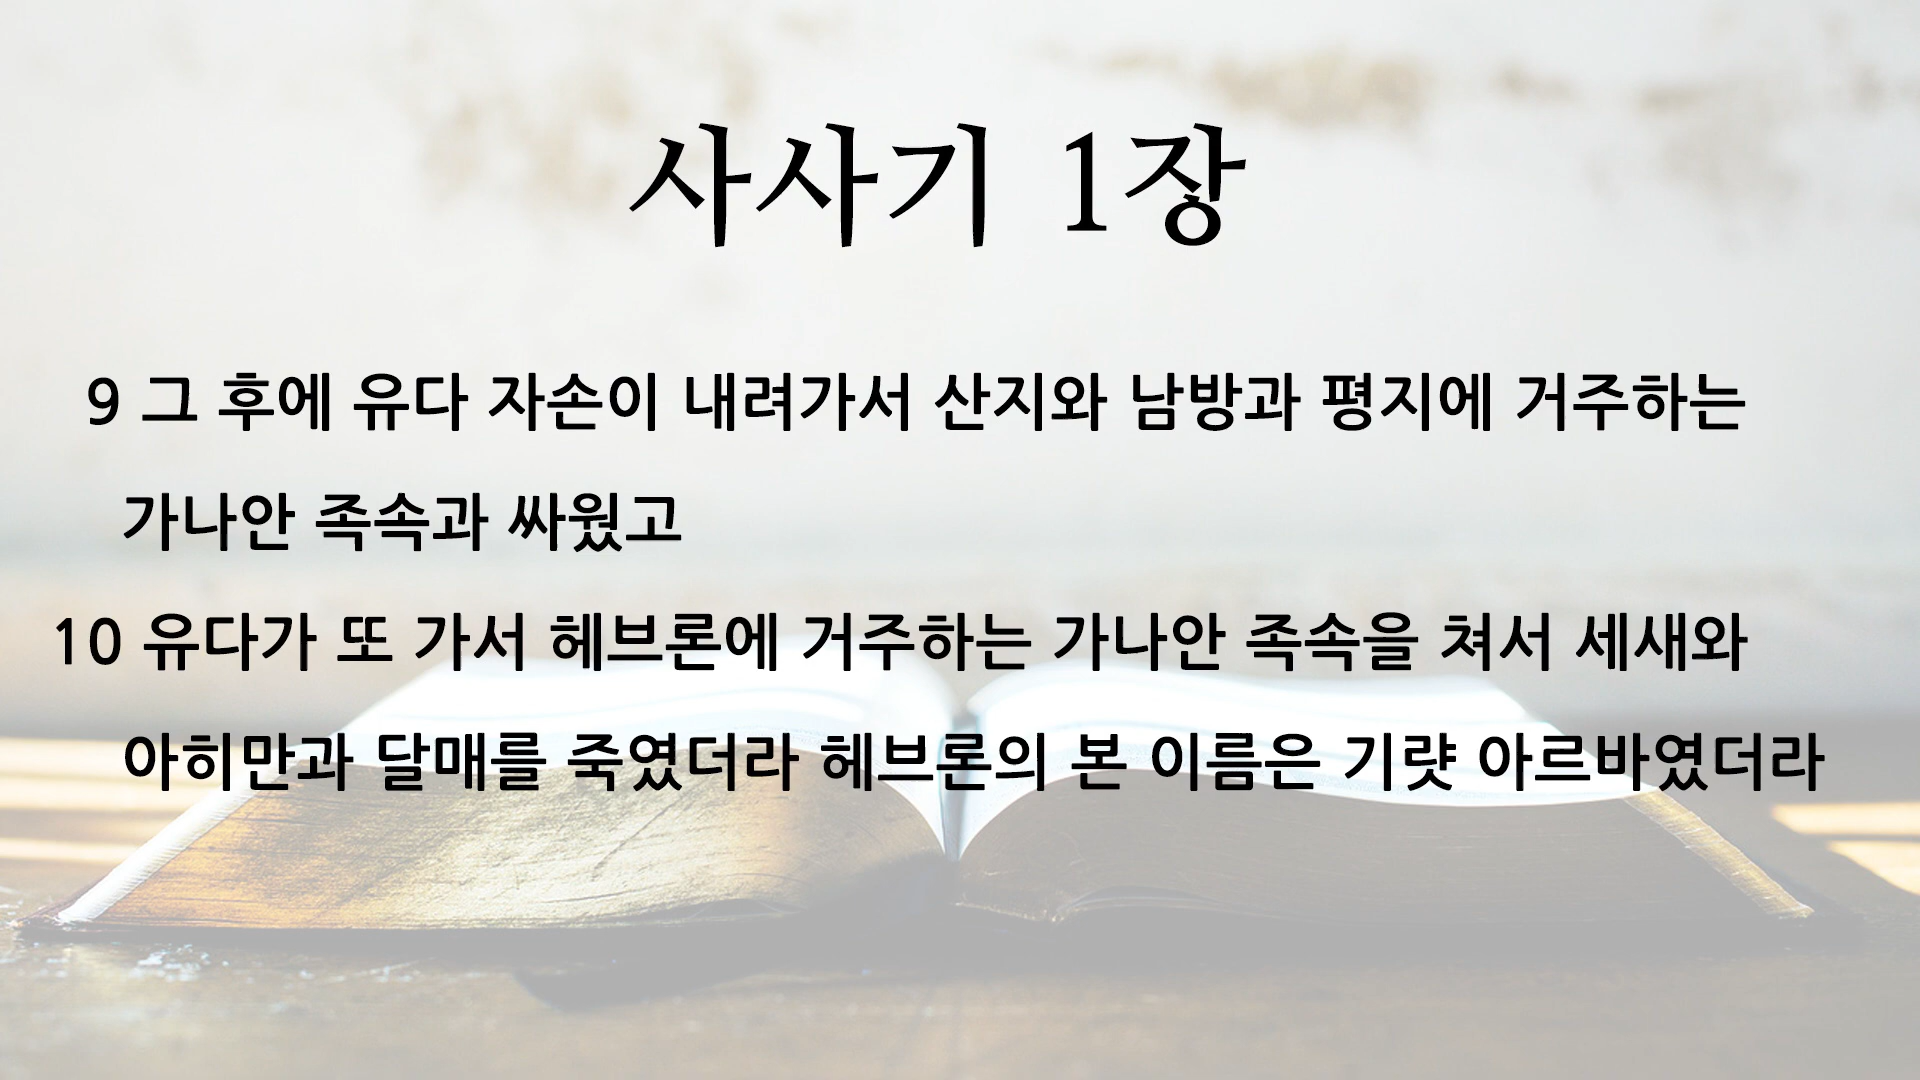 사사기 1장
9 그 후에 유다 자손이 내려가서 산지와 남방과 평지에 거주하는
가나안 족속과 싸웠고
10 유다가 또 가서 헤브론에 거주하는 가나안 족속을 쳐서 세새와
아히만과 달매를 죽였더라 헤브론의 본 이름은 기럇 아르바였더라